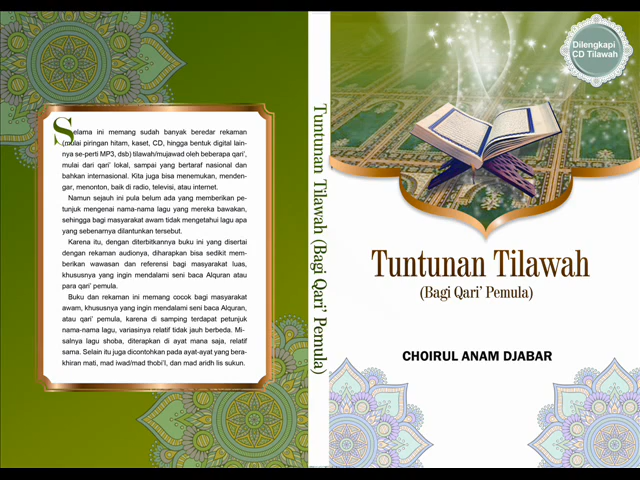 Selama ini memang sudah banyak beredar rekaman
(mulai piringan hitam, kaset, CD, hingga bentuk digital lain-
nya se-perti MP3, dsb) tilawah/mujawad oleh beberapa qari',
mulai dari qari' lokal, sampai yang bertaraf nasional dan
bahkan internasional. Kita juga bisa menemukan, menden-
gar, menonton, baik di radio, televisi, atau internet.
Namun sejauh ini pula belum ada yang memberikan pe-
tunjuk mengenai nama-nama lagu yang mereka bawakan,
sehingga bagi masyarakat awam tidak mengetahui lagu apa
yang sebenarnya dilantunkan tersebut.
Karena itu, dengan diterbitkannya buku ini yang disertai
dengan rekaman audionya, diharapkan bisa sedikit mem-
berikan wawasan dan referensi bagi masyarakat luas,
khususnya yang ingin mendalami seni baca Alquran atau
para qari' pemula.
Buku dan rekaman ini memang cocok bagi masyarakat
awam, khususnya yang ingin mendalami seni baca Alquran,
atau qari' pemula, karena di samping terdapat petunjuk
nama-nama lagu, variasinya relatif tidak jauh berbeda. Mi-
salnya lagu shoba, diterapkan di ayat mana saja, relatif
sama. Selain itu juga dicontohkan pada ayat-ayat yang bera-
khiran mati, mad iwad/mad thobi'I, dan mad aridh lis sukun.
Tuntunan Tilawah (Bagi Qari' Pemula)
Dilengkapi
CD Tilawah
Tuntunan Tilawah
(Bagi Qari' Pemula)
CHOIRUL ANAM DJABAR